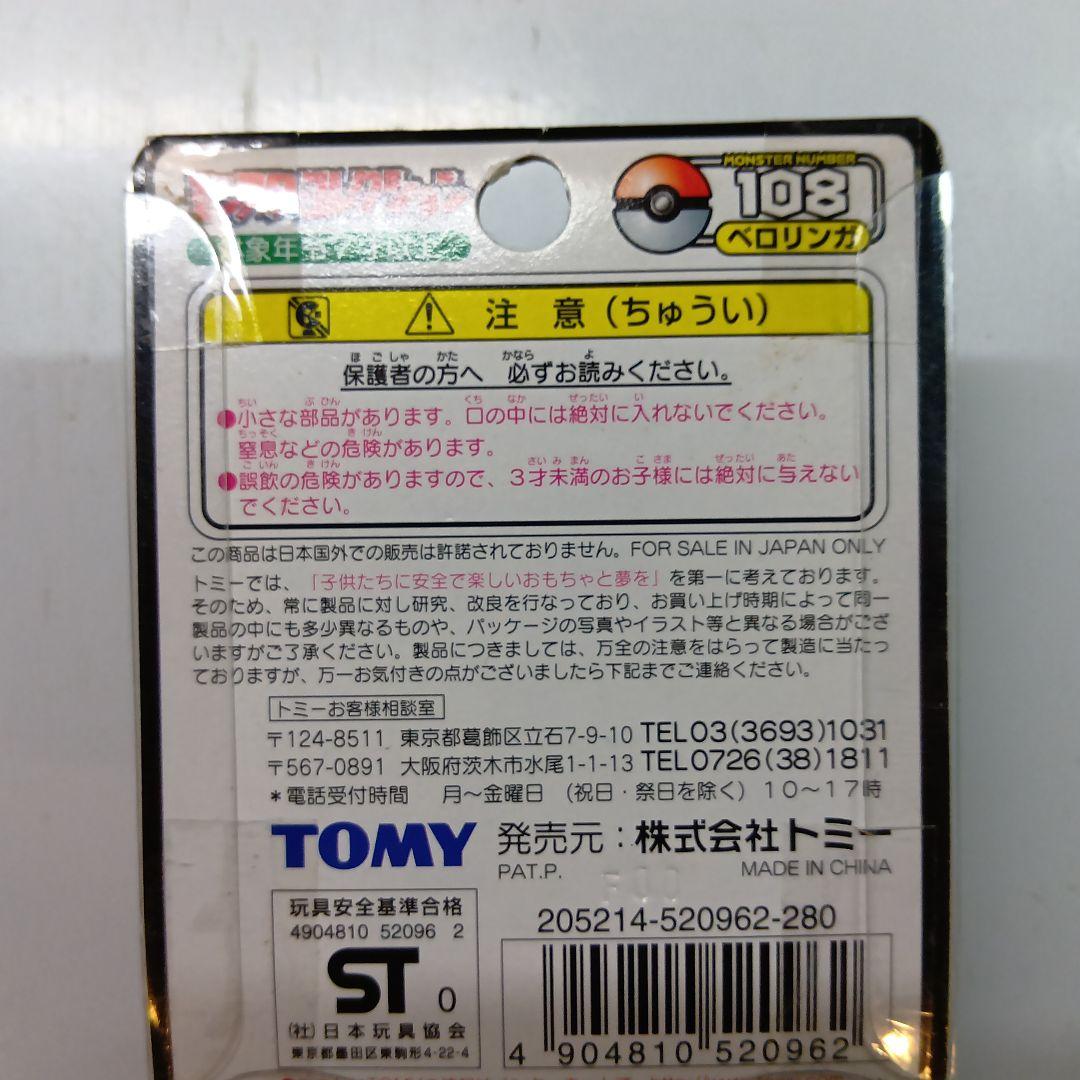 コレクション
MONSTER NUMBER
108
ベロリンガ
対象年
注 意 (ちゅうい)
保護者の方へ 必ずお読みください。
●小さな部品があります。口の中には絶対に入れないでください。
窒息などの危険があります。
●誤飲の危険がありますので、3才未満のお子様には絶対に与えない
でください。
この商品は日本国外での販売は許諾されておりません。FOR SALE IN JAPAN ONLY
トミーでは、「子供たちに安全で楽しいおもちゃと夢を」を第一に考えております。
そのため、常に製品に対し研究、改良を行なっており、お買い上げ時期によって同一
製品の中にも多少異なるものや、パッケージの写真やイラスト等と異なる場合がござ
いますがご了承ください。製品につきましては、万全の注意をはらって製造に当たっ
ておりますが、万一お気付きの点がございましたら下記までご連絡ください。
トミーお客様相談室
〒124-8511 東京都葛飾区立石7-9-10 TEL03(3693)1031
〒567-0891 大阪府茨木市水尾1-1-13 TEL0726(38)1811
*電話受付時間 月~金曜日 (祝日・祭日を除く) 10~17時
TOMY 発売元:株式会社トミー
PAT.P. MADE IN CHINA
玩具安全基準合格
4904810 52096 2
ST 0
(社)日本玩具協会
東京都墨田区東駒形4-22-4
205214-520962-280
4 904810 520962